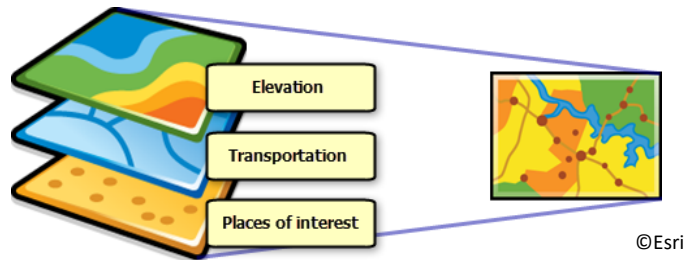 Elevation
Transportation
Places of interest
©Esri